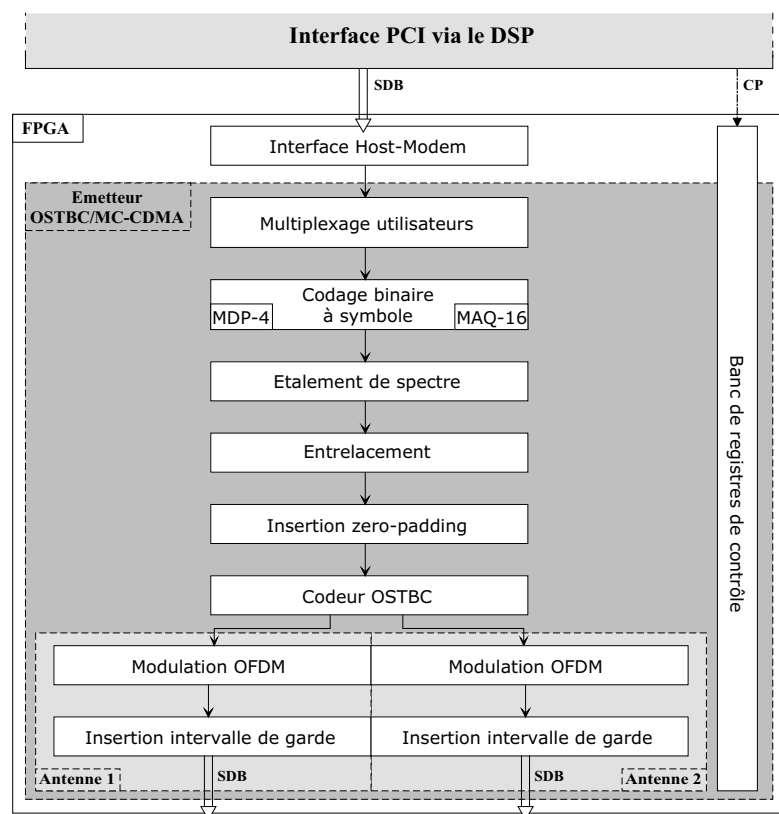 Interface PCI via le DSP
SDB
CP
FPGA
Interface Host-Modem
Emetteur
OSTBC/MC-CDMA
Multiplexage utilisateurs
Codage binaire
à symbole
MDP-4
MAQ-16
Etalement de spectre
Entrelacement
Insertion zero-padding
Codeur OSTBC
Banc de registres de contrôle
Modulation OFDM
Modulation OFDM
Insertion intervalle de garde
Insertion intervalle de garde
Antenne 1
SDB
SDB
Antenne 2